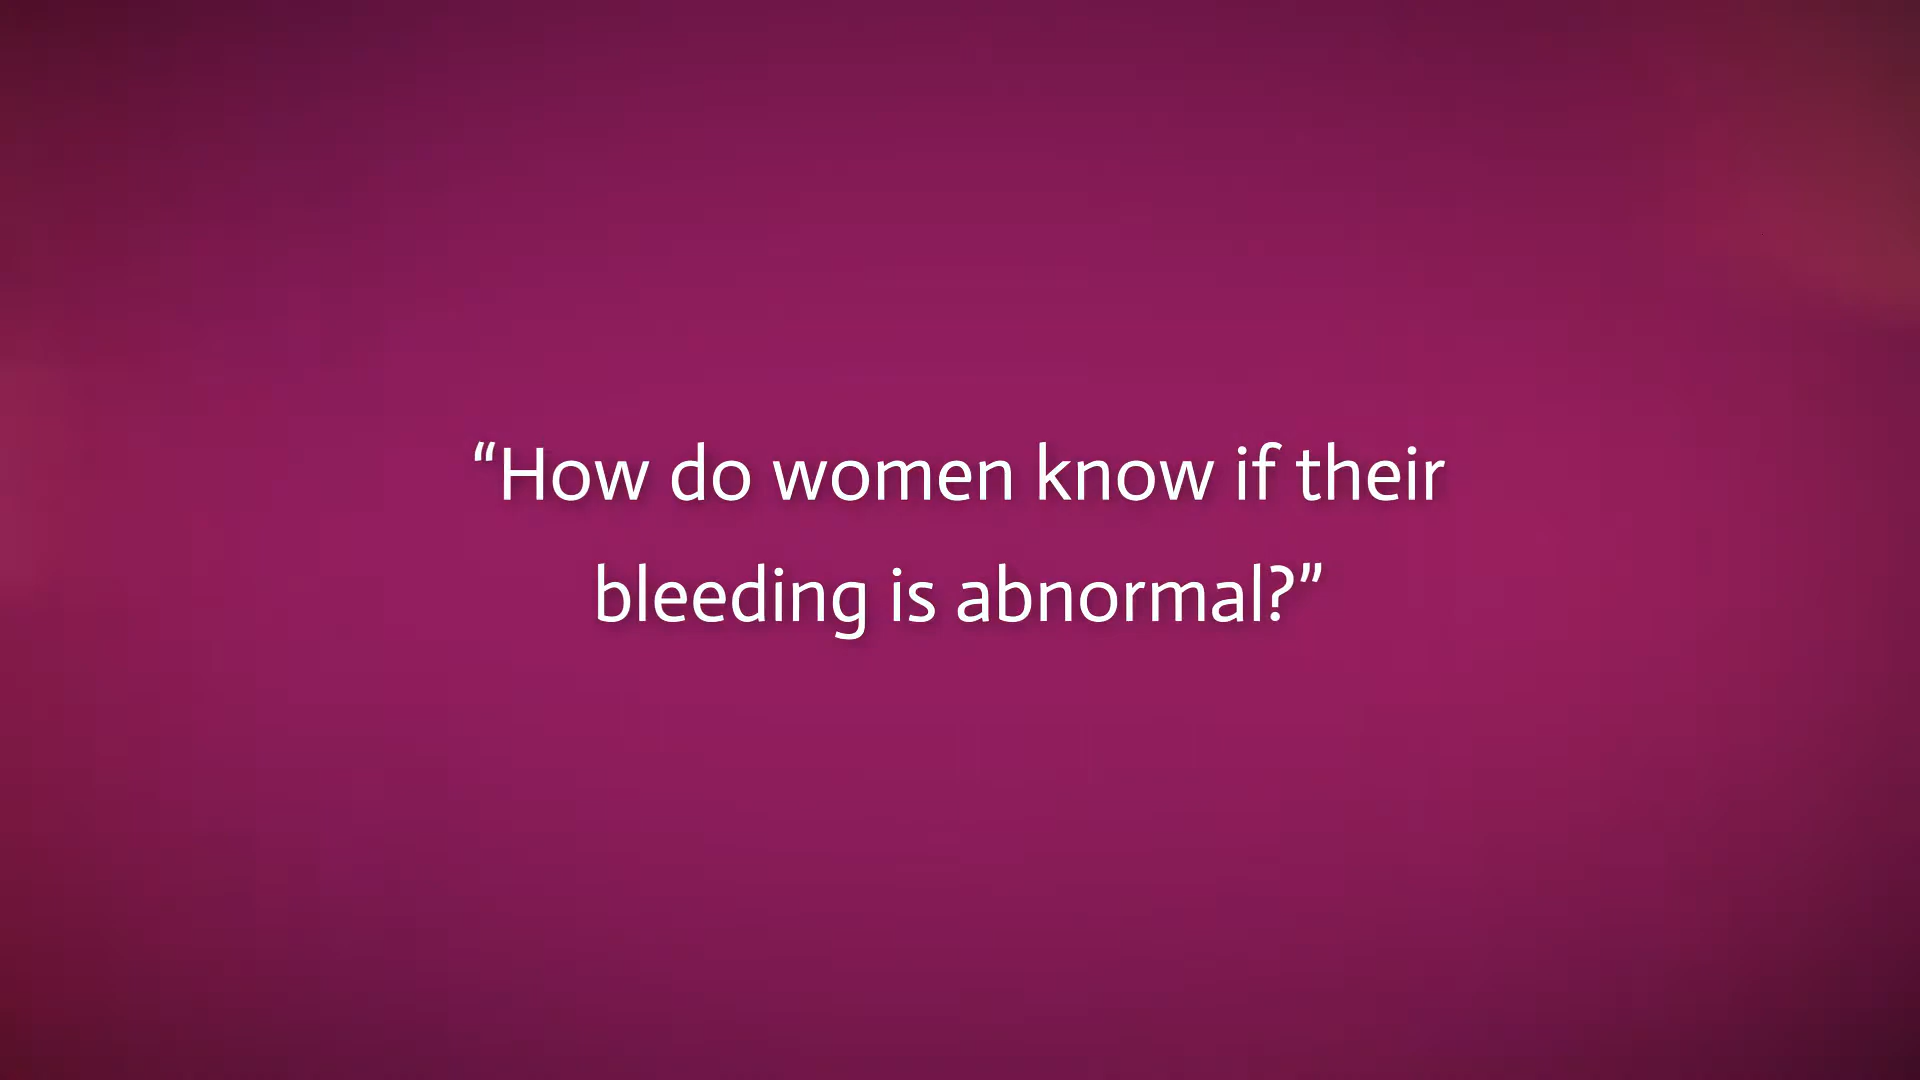 “How do women know if their
bleeding is abnormal?”